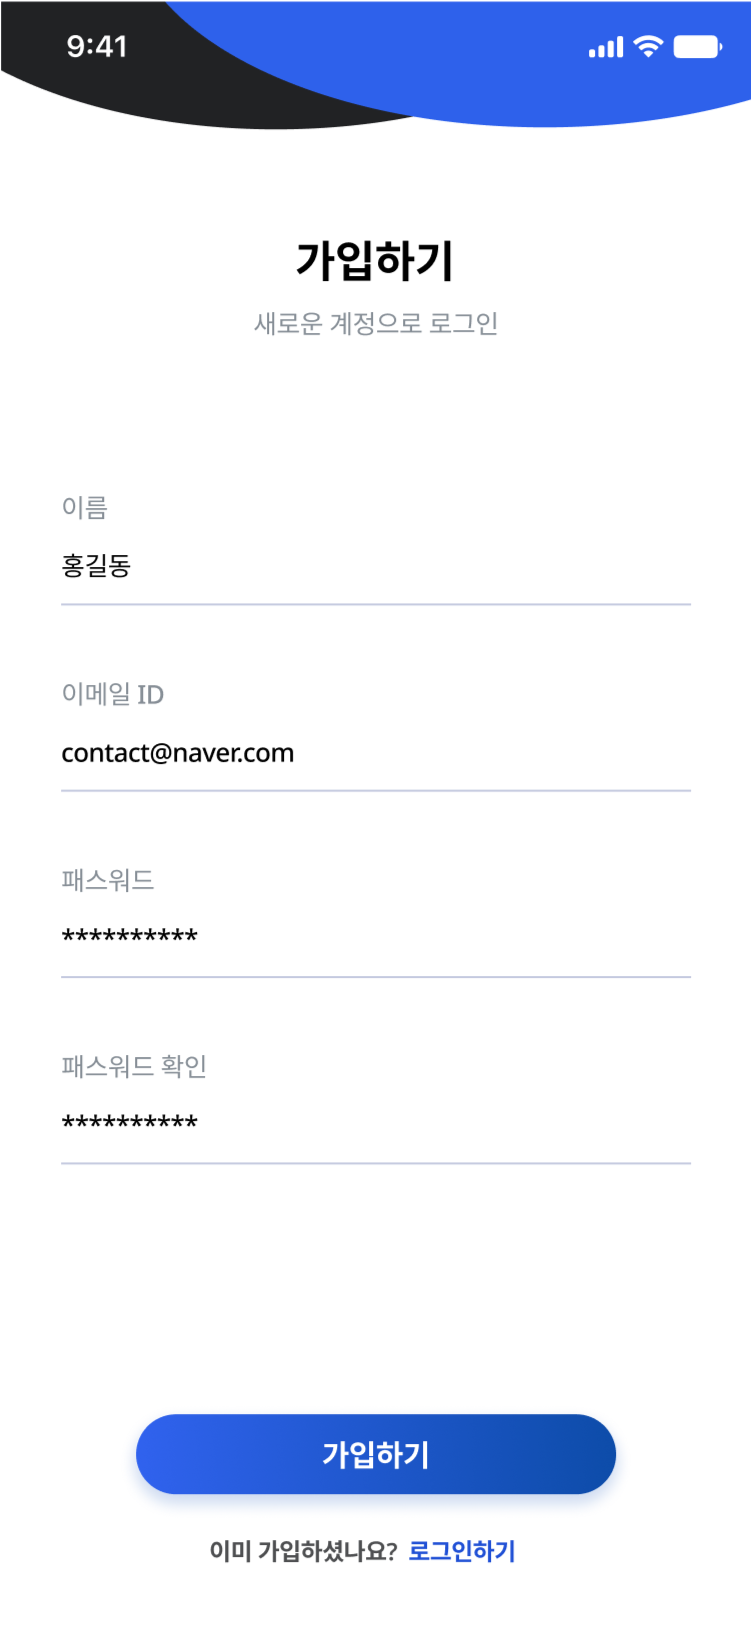 9:41
가입하기
새로운 계정으로 로그인
이름
홍길동
이메일 ID
contact@naver.com
패스워드
**********
패스워드 확인
**********
가입하기
이미 가입하셨나요? 로그인하기